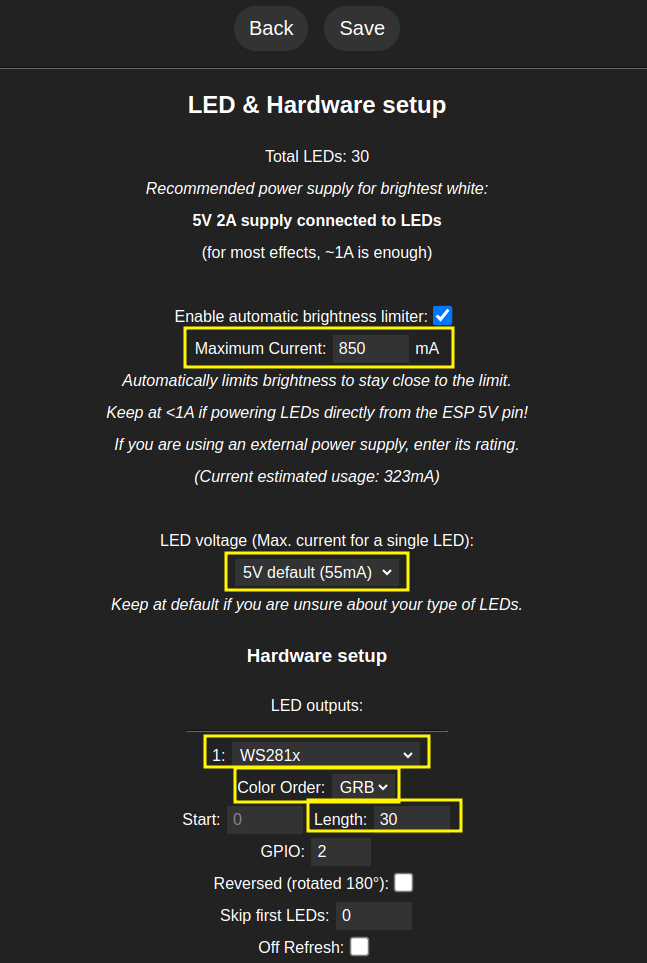 Back Save
LED & Hardware setup
Total LEDs: 30
Recommended power supply for brightest white:
5V 2A supply connected to LEDs
(for most effects, ~1A is enough)
Enable automatic brightness limiter:
Maximum Current: 850 mA
Automatically limits brightness to stay close to the limit.
Keep at <1A if powering LEDs directly from the ESP 5V pin!
If you are using an external power supply, enter its rating.
(Current estimated usage: 323mA)
LED voltage (Max. current for a single LED):
5V default (55mA)
Keep at default if you are unsure about your type of LEDs.
Hardware setup
LED outputs:
1: WS281x
Color Order: GRB
Start: 0 Length: 30
GPIO: 2
Reversed (rotated 180°):
Skip first LEDs: 0
Off Refresh: